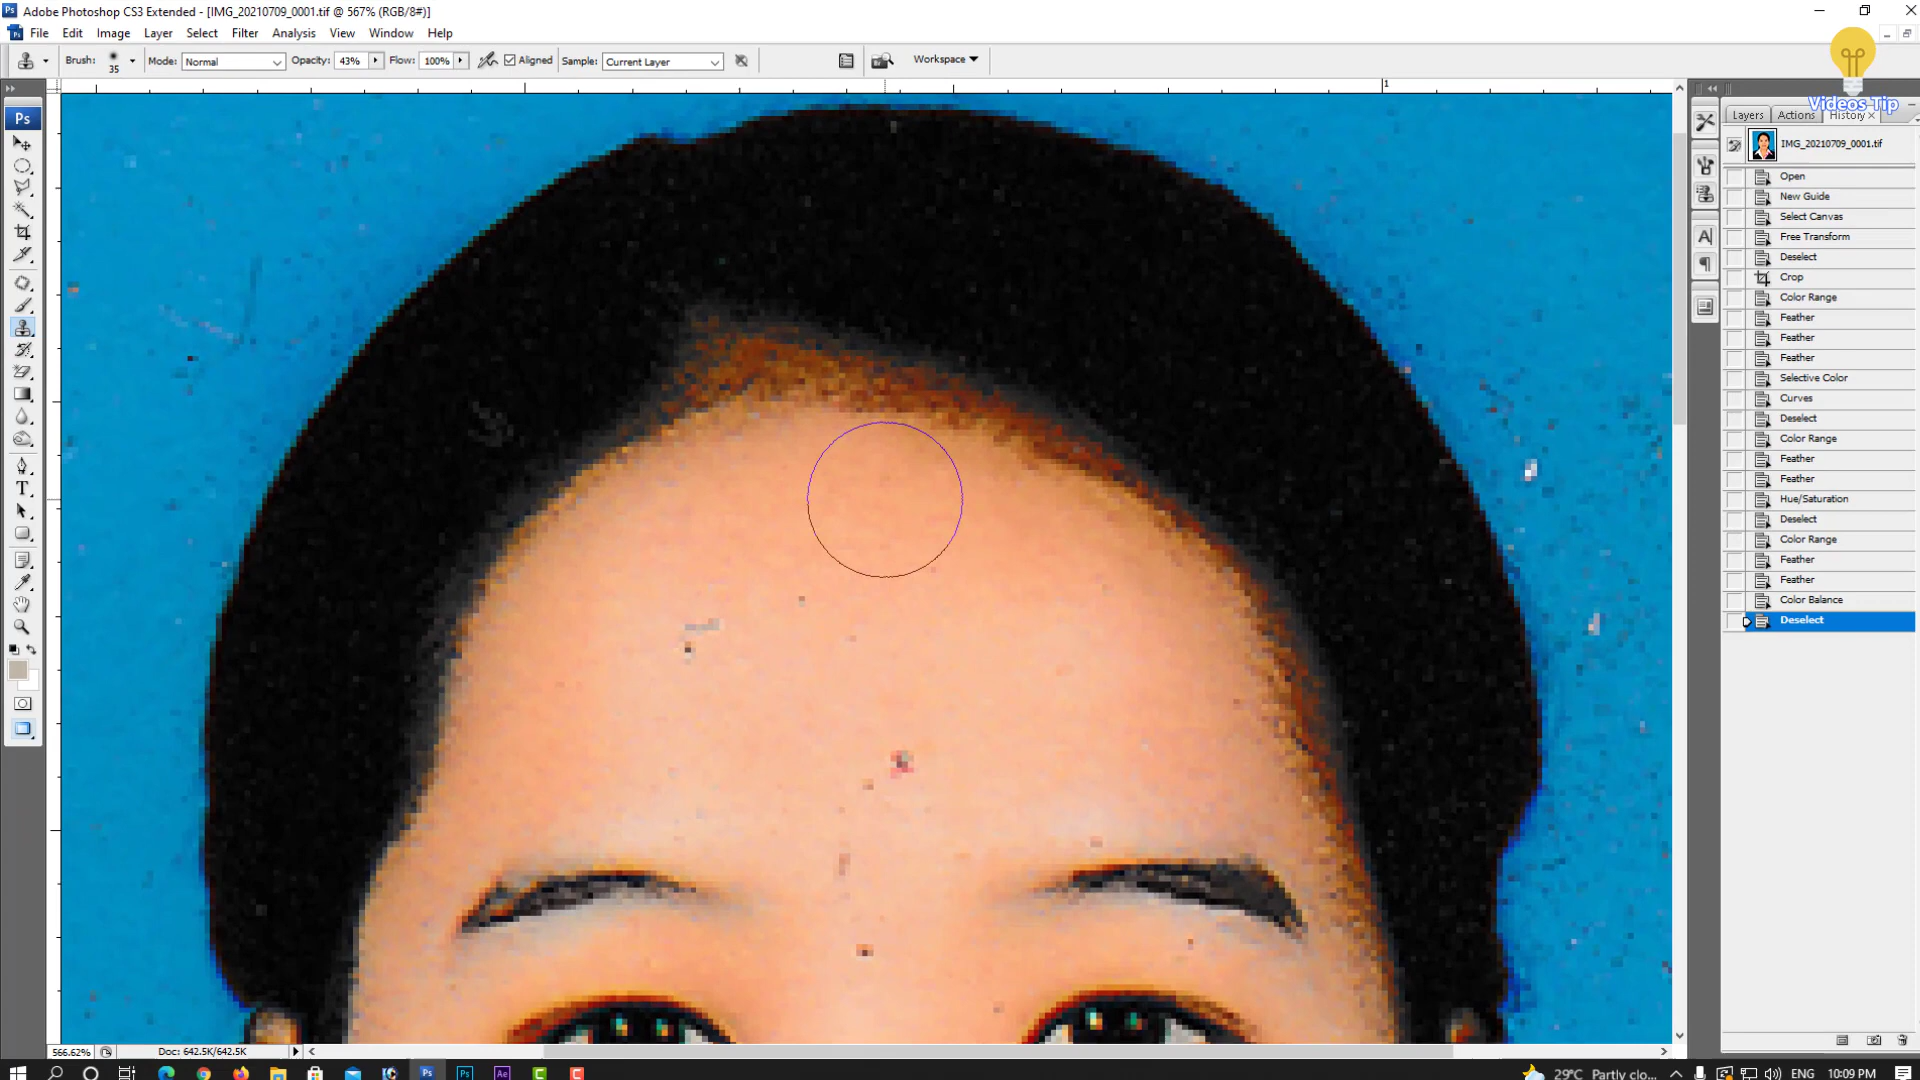 Adobe Photoshop CS3 Extended - [IMG_20210709_0001.tif @ 567% (RGB/8#)]
File Edit Image Layer Select Filter Analysis View Window Help
Brush: 35 Mode: Normal Opacity: 43% Flow: 100% Aligned Sample: Current Layer Workspace
Videos Tip
Ps
1
Layers Actions History
IMG_20210709_0001.tif
Open
New Guide
Select Canvas
Free Transform
Deselect
Crop
Color Range
Feather
Feather
Feather
Selective Color
Curves
Deselect
Color Range
Feather
Feather
Hue/Saturation
Deselect
Color Range
Feather
Feather
Color Balance
Deselect
566.62% Doc: 642.5K/642.5K
29°C Partly clo... ENG 10:09 PM